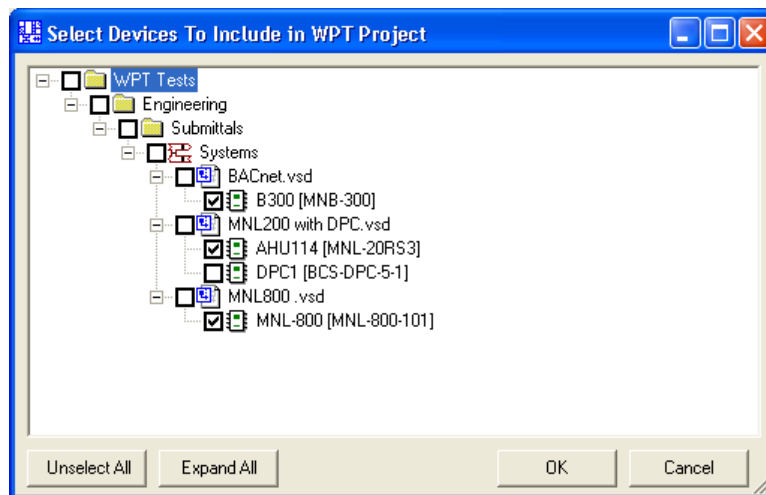 Select Devices To Include in WPT Project
WPT Tests
Engineering
Submittals
Systems
BACnet.vsd
B300 [MNB-300]
MNL200 with DPC.vsd
AHU114 [MNL-20RS3]
DPC1 [BCS-DPC-5-1]
MNL800 .vsd
MNL-800 [MNL-800-101]
Unselect All Expand All OK Cancel